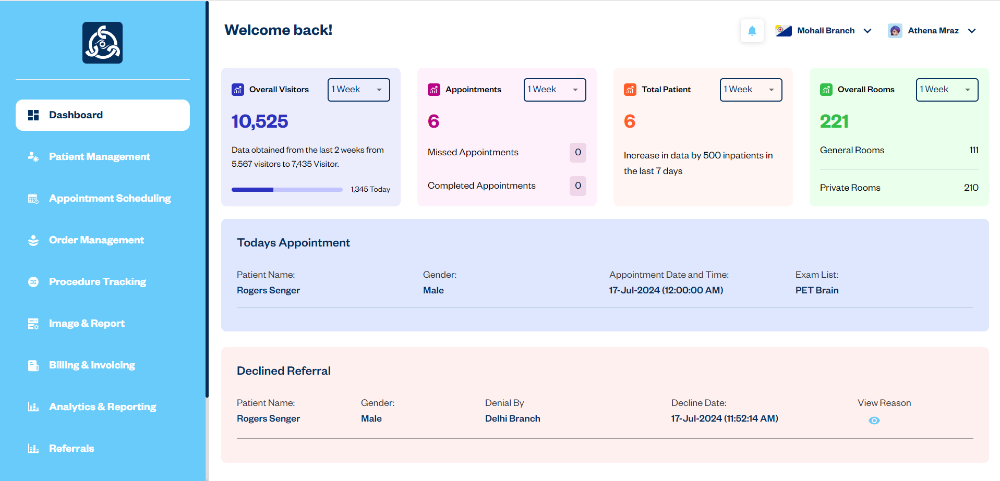 Welcome back!
Mohali Branch
Athena Mraz
Dashboard
Patient Management
Appointment Scheduling
Order Management
Procedure Tracking
Image & Report
Billing & Invoicing
Analytics & Reporting
Referrals
Overall Visitors
1 Week
10,525
Data obtained from the last 2 weeks from
5.567 visitors to 7,435 Visitor.
1,345 Today
Appointments
1 Week
6
Missed Appointments 0
Completed Appointments 0
Total Patient
1 Week
6
Increase in data by 500 inpatients in
the last 7 days
Overall Rooms
1 Week
221
General Rooms 111
Private Rooms 210
Todays Appointment
Patient Name: Gender: Appointment Date and Time: Exam List:
Rogers Senger Male 17-Jul-2024 (12:00:00 AM) PET Brain
Declined Referral
Patient Name: Gender: Denial By Decline Date: View Reason
Rogers Senger Male Delhi Branch 17-Jul-2024 (11:52:14 AM)